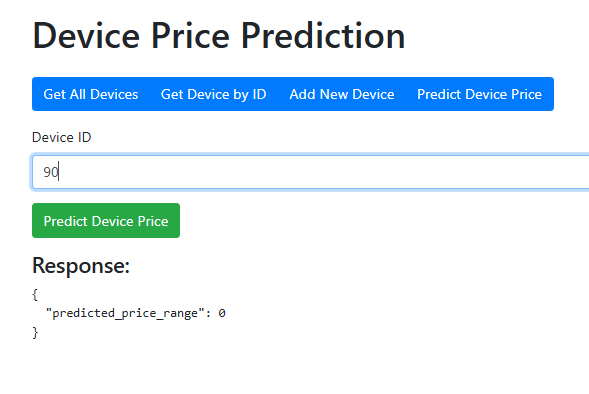 Device Price Prediction
Get All Devices Get Device by ID Add New Device Predict Device Price
Device ID
90
Predict Device Price
Response:
{
  "predicted_price_range": 0
}